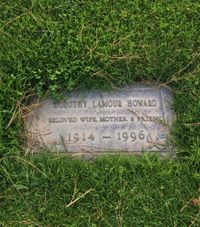 DOROTHY LAMOUR HOWARD
BELOVED WIFE, MOTHER & FRIEND
1914 – 1996